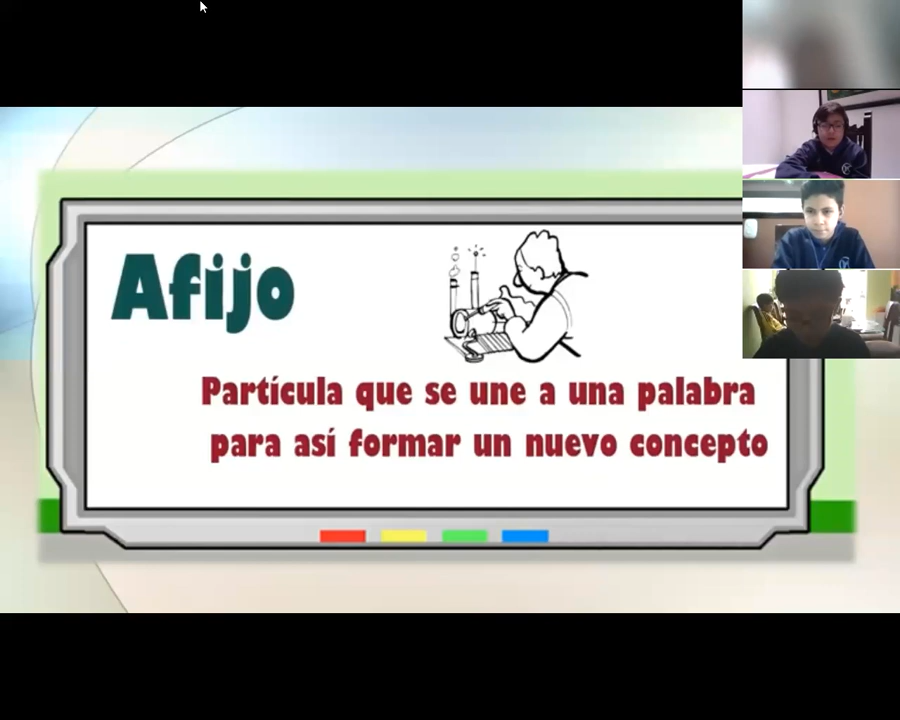 Afijo
Partícula que se une a una palabra
para así formar un nuevo concepto